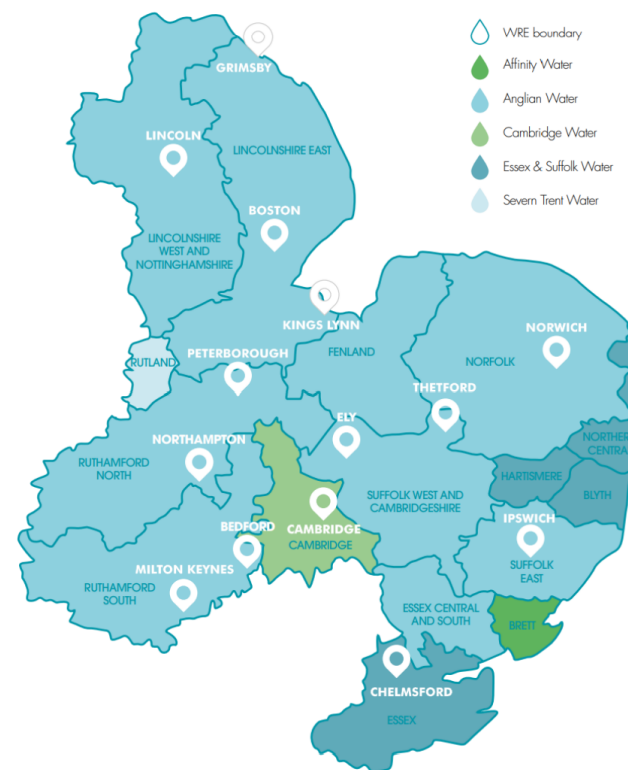 WRE boundary
Affinity Water
Anglian Water
Cambridge Water
Essex & Suffolk Water
Severn Trent Water
GRIMSBY
LINCOLN
LINCOLNSHIRE EAST
BOSTON
LINCOLNSHIRE
WEST AND
NOTTINGHAMSHIRE
KINGS LYNN
NORWICH
RUTLAND
PETERBOROUGH
FENLAND
NORFOLK
THETFORD
ELY
NORTHAMPTON
RUTHAMFORD
NORTH
NORTHERN
CENTRAL
HARTISMERE
BLYTH
SUFFOLK WEST AND
CAMBRIDGESHIRE
BEDFORD
CAMBRIDGE
CAMBRIDGE
IPSWICH
SUFFOLK
EAST
MILTON KEYNES
RUTHAMFORD
SOUTH
ESSEX CENTRAL
AND SOUTH
BRETT
CHELMSFORD
ESSEX